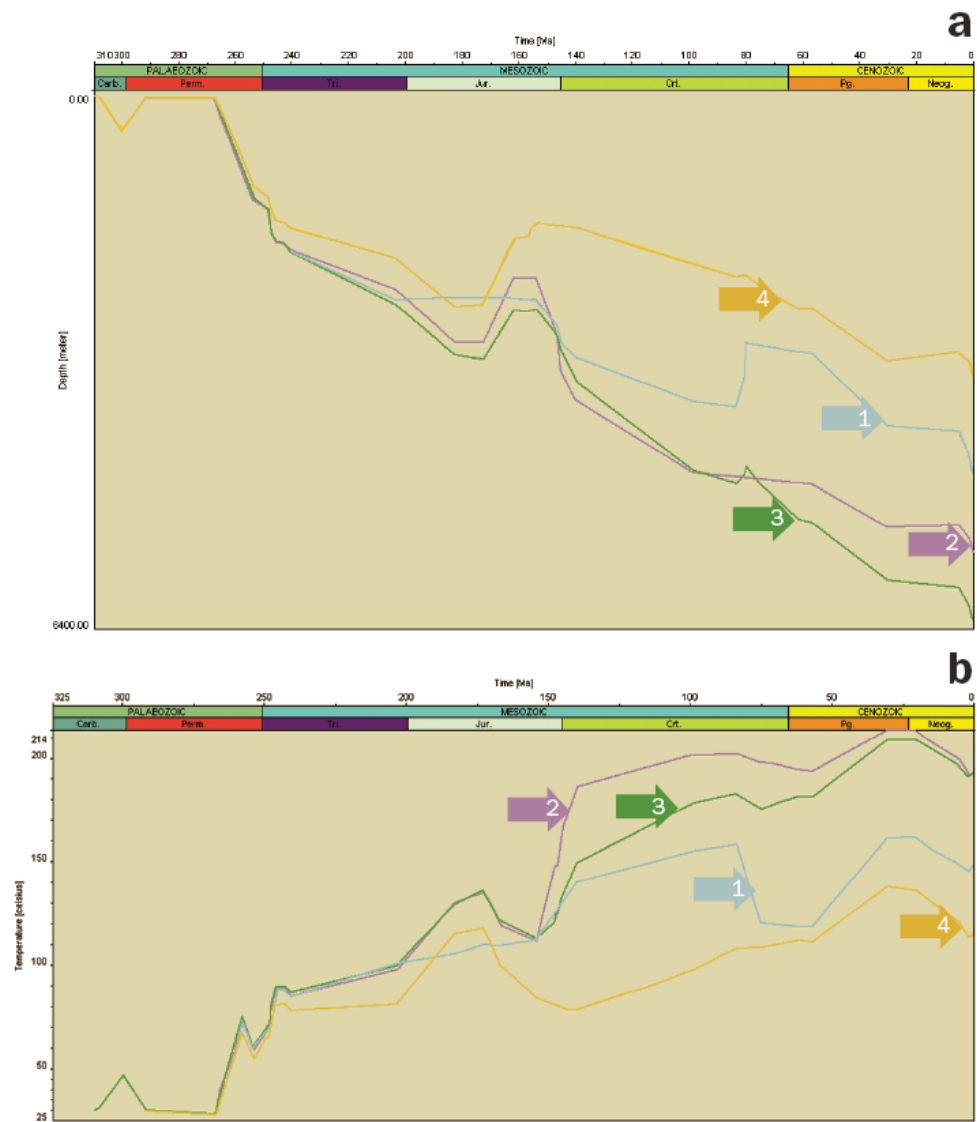 a
Time [Ma]
310 300 280 260 240 220 200 180 160 140 120 100 80 60 40 20 0
PALAEOZOIC MESOZOIC CENOZOIC
Carb. Perm. Tri. Jur. Crt. Pg. Neog.
0.00
Depth [meter]
4
1
3
2
6400.00
b
Time [Ma]
325 300 250 200 150 100 50 0
PALAEOZOIC MESOZOIC CENOZOIC
Carb. Perm. Tri. Jur. Crt. Pg. Neog.
214
200
2
3
150
1
4
Temperature [celsius]
100
50
25